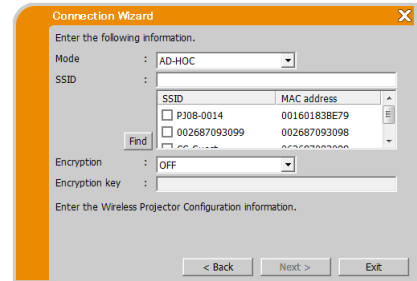 Connection Wizard
Enter the following information.
Mode : AD-HOC
SSID :
SSID MAC address
PJ08-0014 00160183BE79
002687093099 002687093098
Find
Encryption : OFF
Encryption key :
Enter the Wireless Projector Configuration information.
< Back Next > Exit